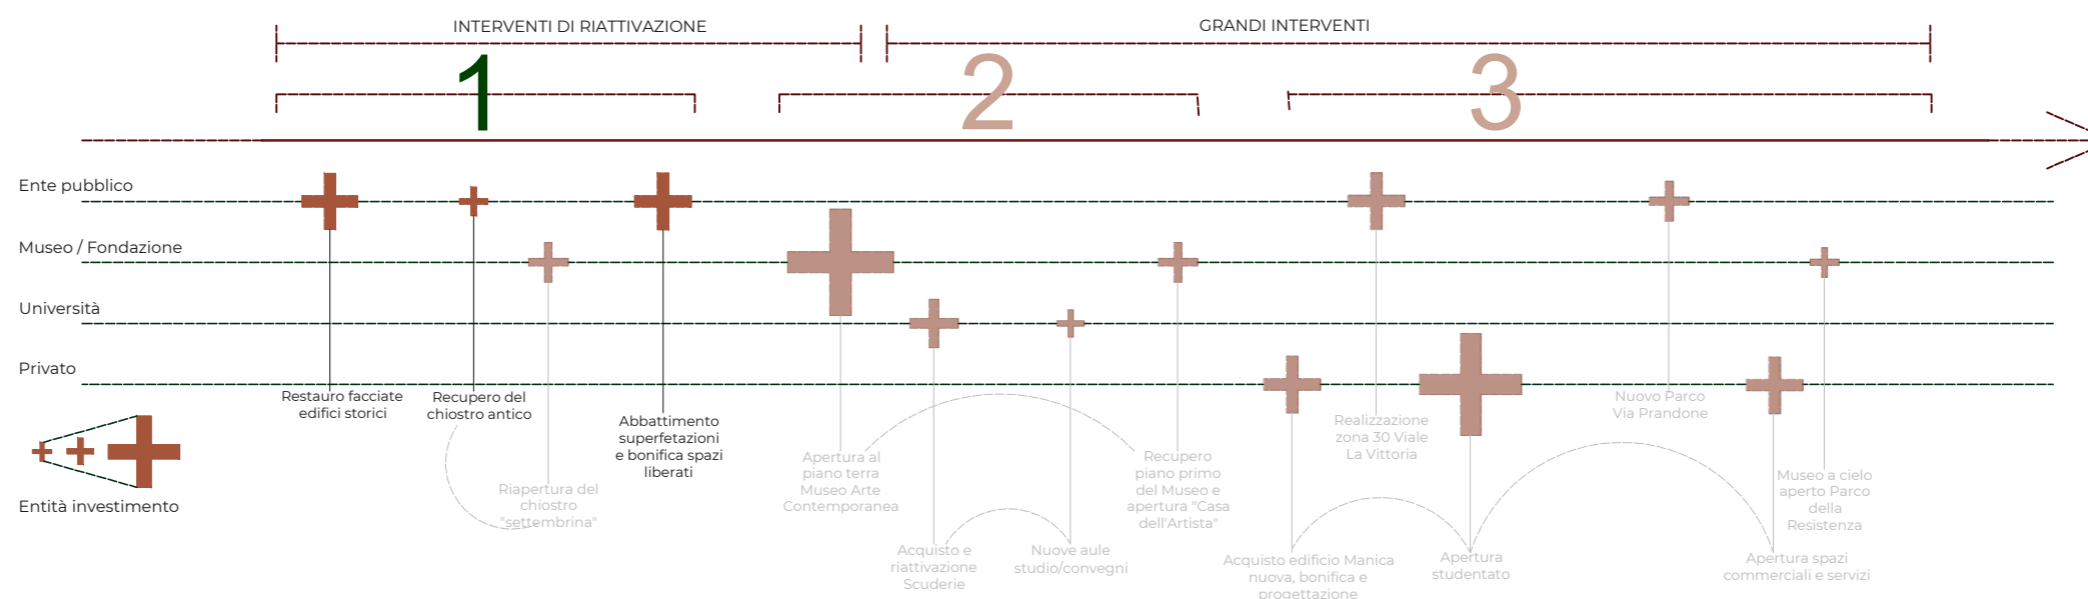 INTERVENTI DI RIATTIVAZIONE
GRANDI INTERVENTI
1
2
3
Ente pubblico
Museo / Fondazione
Università
Privato
Entità investimento
Restauro facciate
edifici storici
Recupero del
chiostro antico
Riapertura del
chiostro
"settembrina"
Abbattimento
superfetazioni
e bonifica spazi
liberati
Apertura al
piano terra
Museo Arte
Contemporanea
Acquisto e
riattivazione
Scuderie
Nuove aule
studio/convegni
Recupero
piano primo
del Museo e
apertura "Casa
dell'Artista"
Acquisto edificio Manica
nuova, bonifica e
progettazione
Realizzazione
zona 30 Viale
La Vittoria
Apertura
studentato
Nuovo Parco
Via Prandone
Apertura spazi
commerciali e servizi
Museo a cielo
aperto Parco
della
Resistenza